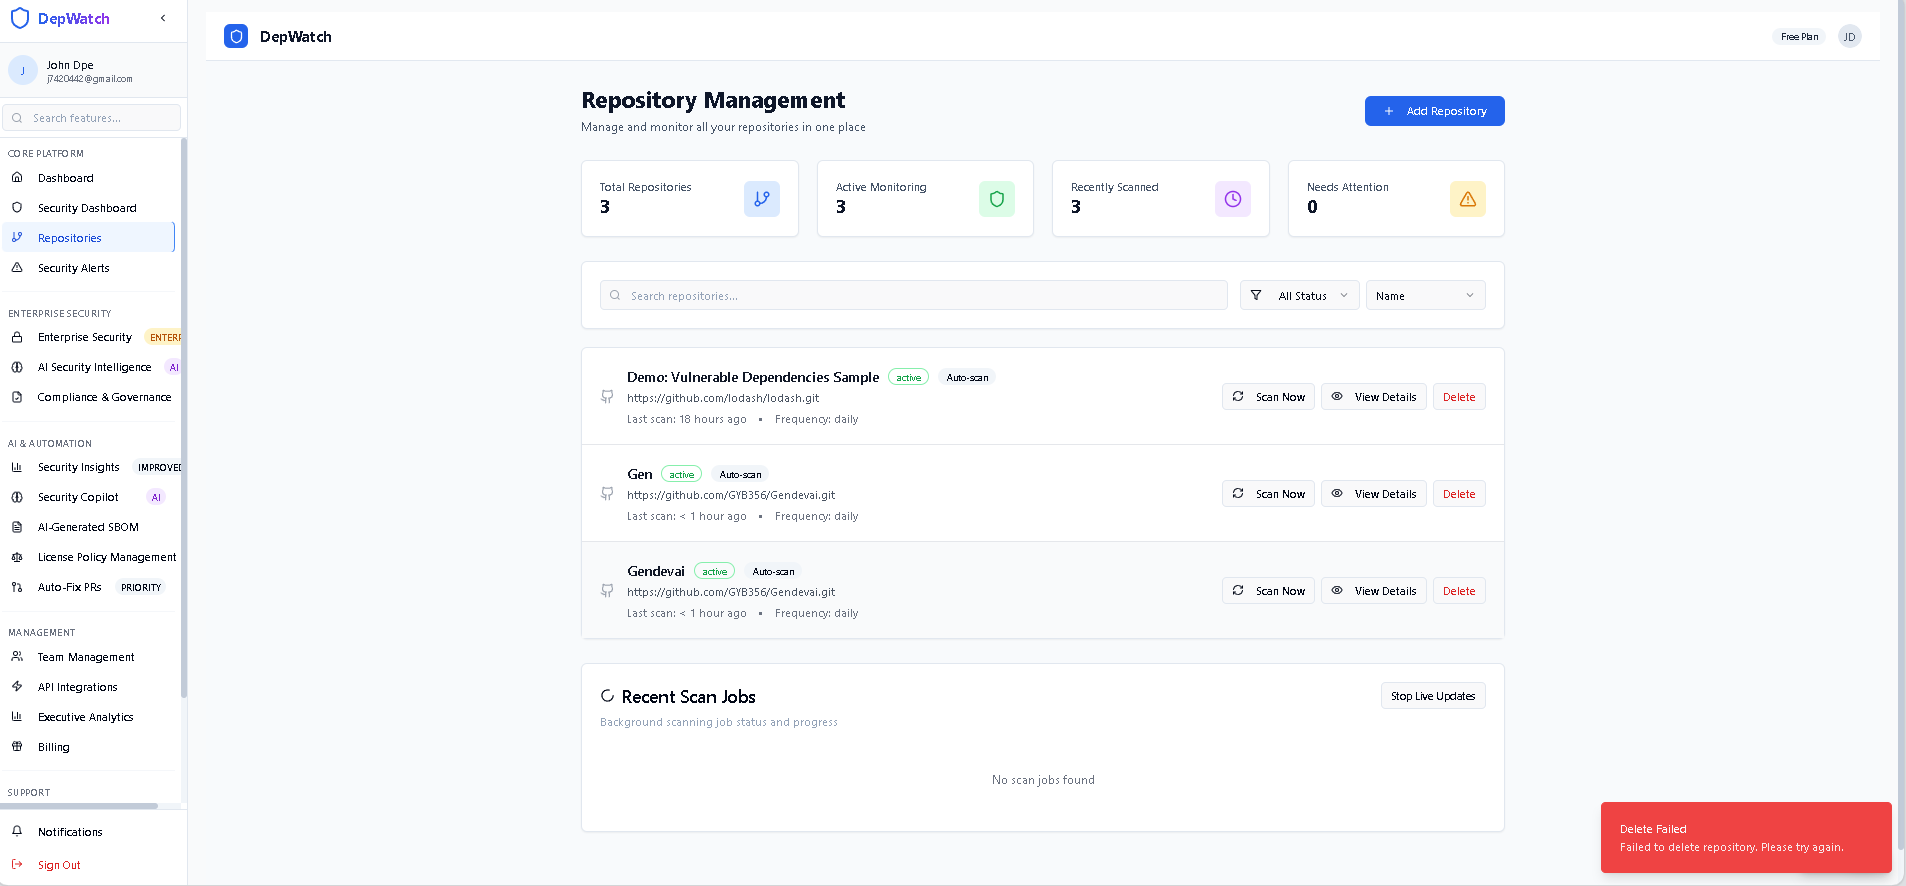 DepWatch
J
John Dpe
j7420442@gmail.com
Search features...
CORE PLATFORM
Dashboard
Security Dashboard
Repositories
Security Alerts
ENTERPRISE SECURITY
Enterprise Security ENTERP
AI Security Intelligence AI
Compliance & Governance
AI & AUTOMATION
Security Insights IMPROVED
Security Copilot AI
AI-Generated SBOM
License Policy Management
Auto-Fix PRs PRIORITY
MANAGEMENT
Team Management
API Integrations
Executive Analytics
Billing
SUPPORT
Notifications
Sign Out
DepWatch
Free Plan JD
Repository Management
Manage and monitor all your repositories in one place
Add Repository
Total Repositories
3
Active Monitoring
3
Recently Scanned
3
Needs Attention
0
Search repositories...
All Status
Name
Demo: Vulnerable Dependencies Sample active Auto-scan
https://github.com/lodash/lodash.git
Last scan: 18 hours ago • Frequency: daily
Scan Now View Details Delete
Gen active Auto-scan
https://github.com/GYB356/Gendevai.git
Last scan: < 1 hour ago • Frequency: daily
Scan Now View Details Delete
Gendevai active Auto-scan
https://github.com/GYB356/Gendevai.git
Last scan: < 1 hour ago • Frequency: daily
Scan Now View Details Delete
Recent Scan Jobs
Background scanning job status and progress
Stop Live Updates
No scan jobs found
Delete Failed
Failed to delete repository. Please try again.